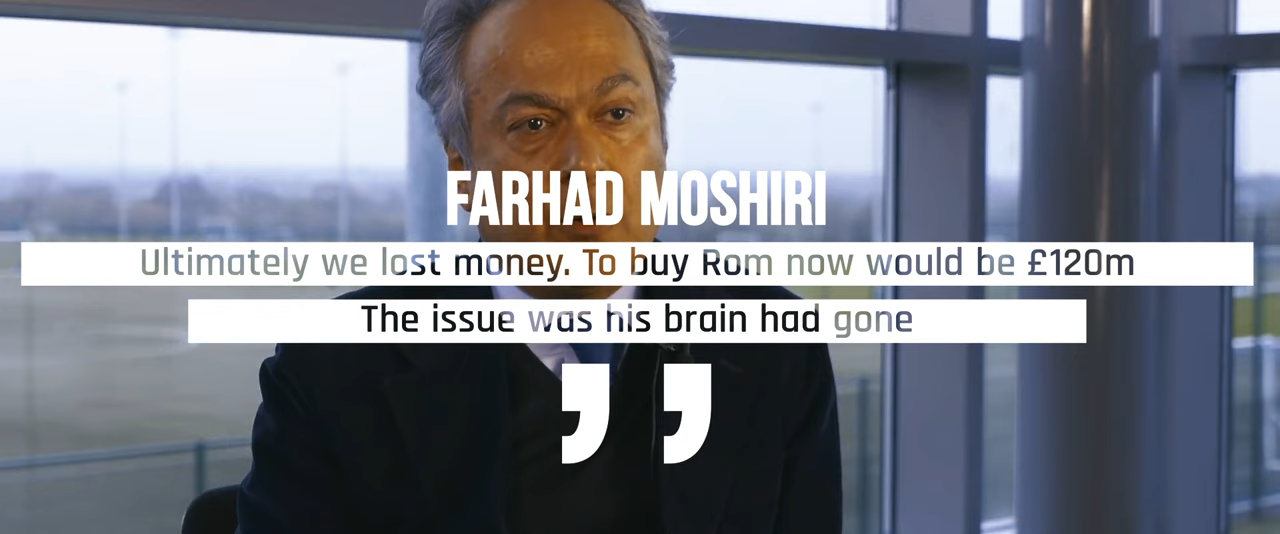 FARHAD MOSHIRI
Ultimately we lost money. To buy Rom now would be £120m
The issue was his brain had gone
"